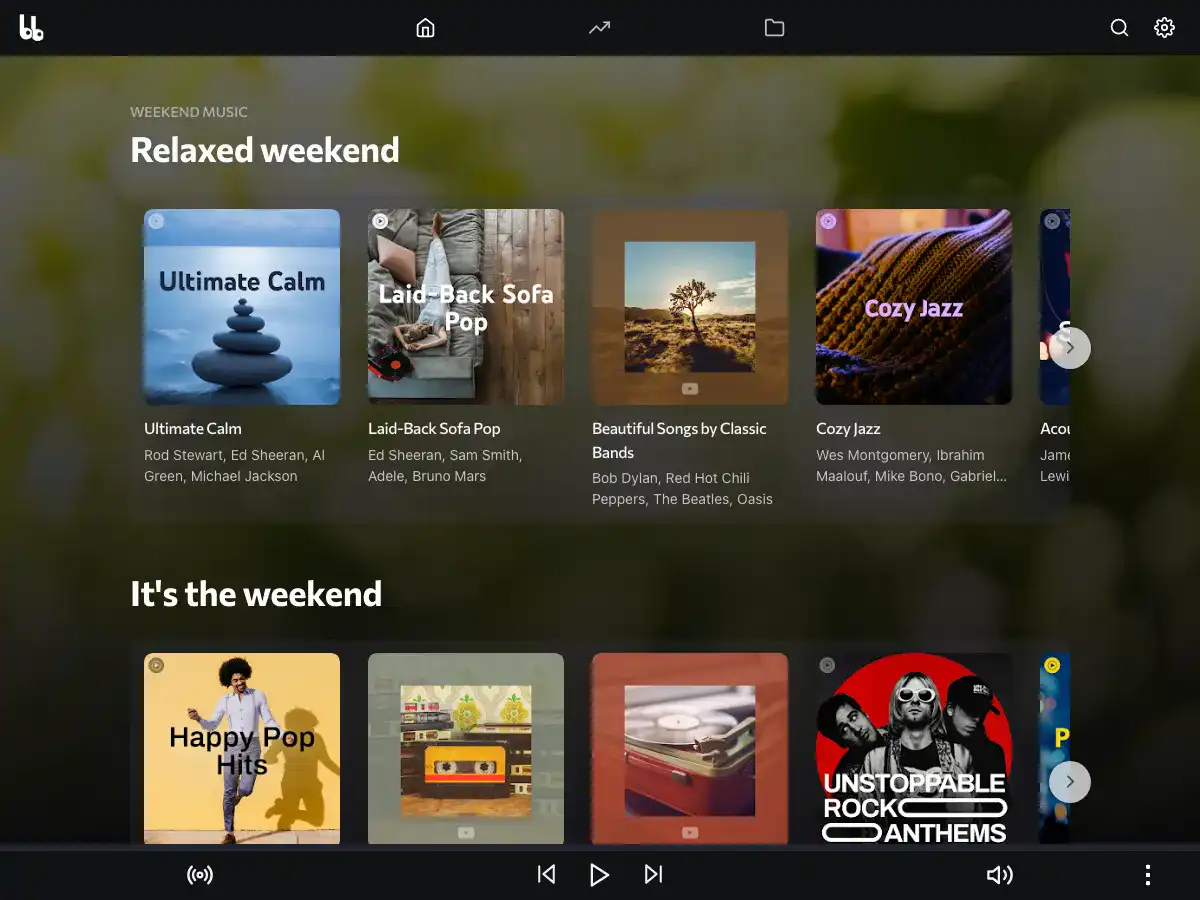 WEEKEND MUSIC
Relaxed weekend
Ultimate Calm
Laid-Back Sofa
Pop
Cozy Jazz
S
Ultimate Calm
Rod Stewart, Ed Sheeran, Al
Green, Michael Jackson
Laid-Back Sofa Pop
Ed Sheeran, Sam Smith,
Adele, Bruno Mars
Beautiful Songs by Classic
Bands
Bob Dylan, Red Hot Chili
Peppers, The Beatles, Oasis
Cozy Jazz
Wes Montgomery, Ibrahim
Maalouf, Mike Bono, Gabriel...
Acou
Jame
Lewi
It's the weekend
Happy Pop
Hits
UNSTOPPABLE
ROCK
ANTHEMS
P